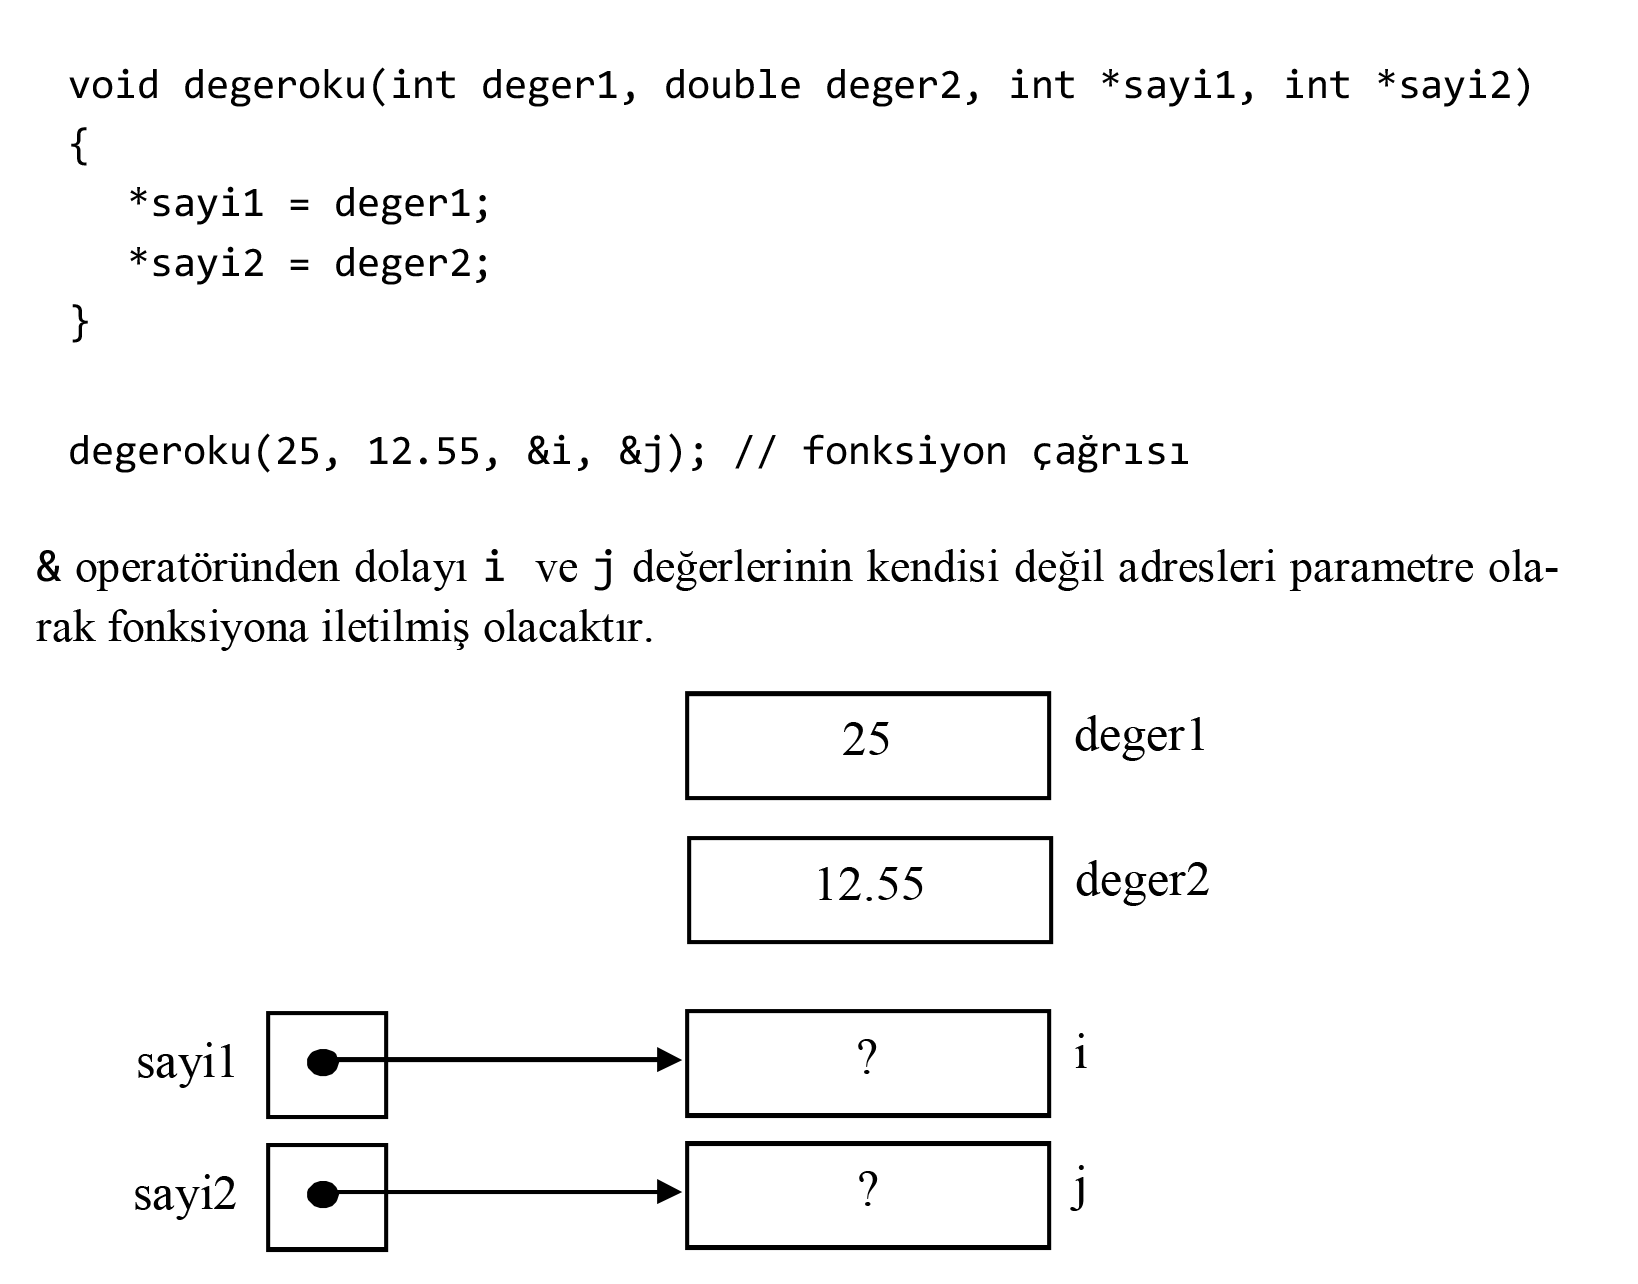 void degeroku(int deger1, double deger2, int *sayi1, int *sayi2)
{
*sayi1 = deger1;
*sayi2 = deger2;
}
degeroku(25, 12.55, &i, &j); // fonksiyon çağrısı
& operatöründen dolayı i ve j değerlerinin kendisi değil adresleri parametre ola-
rak fonksiyona iletilmiş olacaktır.
25 deger1
12.55 deger2
sayi1 ? i
sayi2 ? j